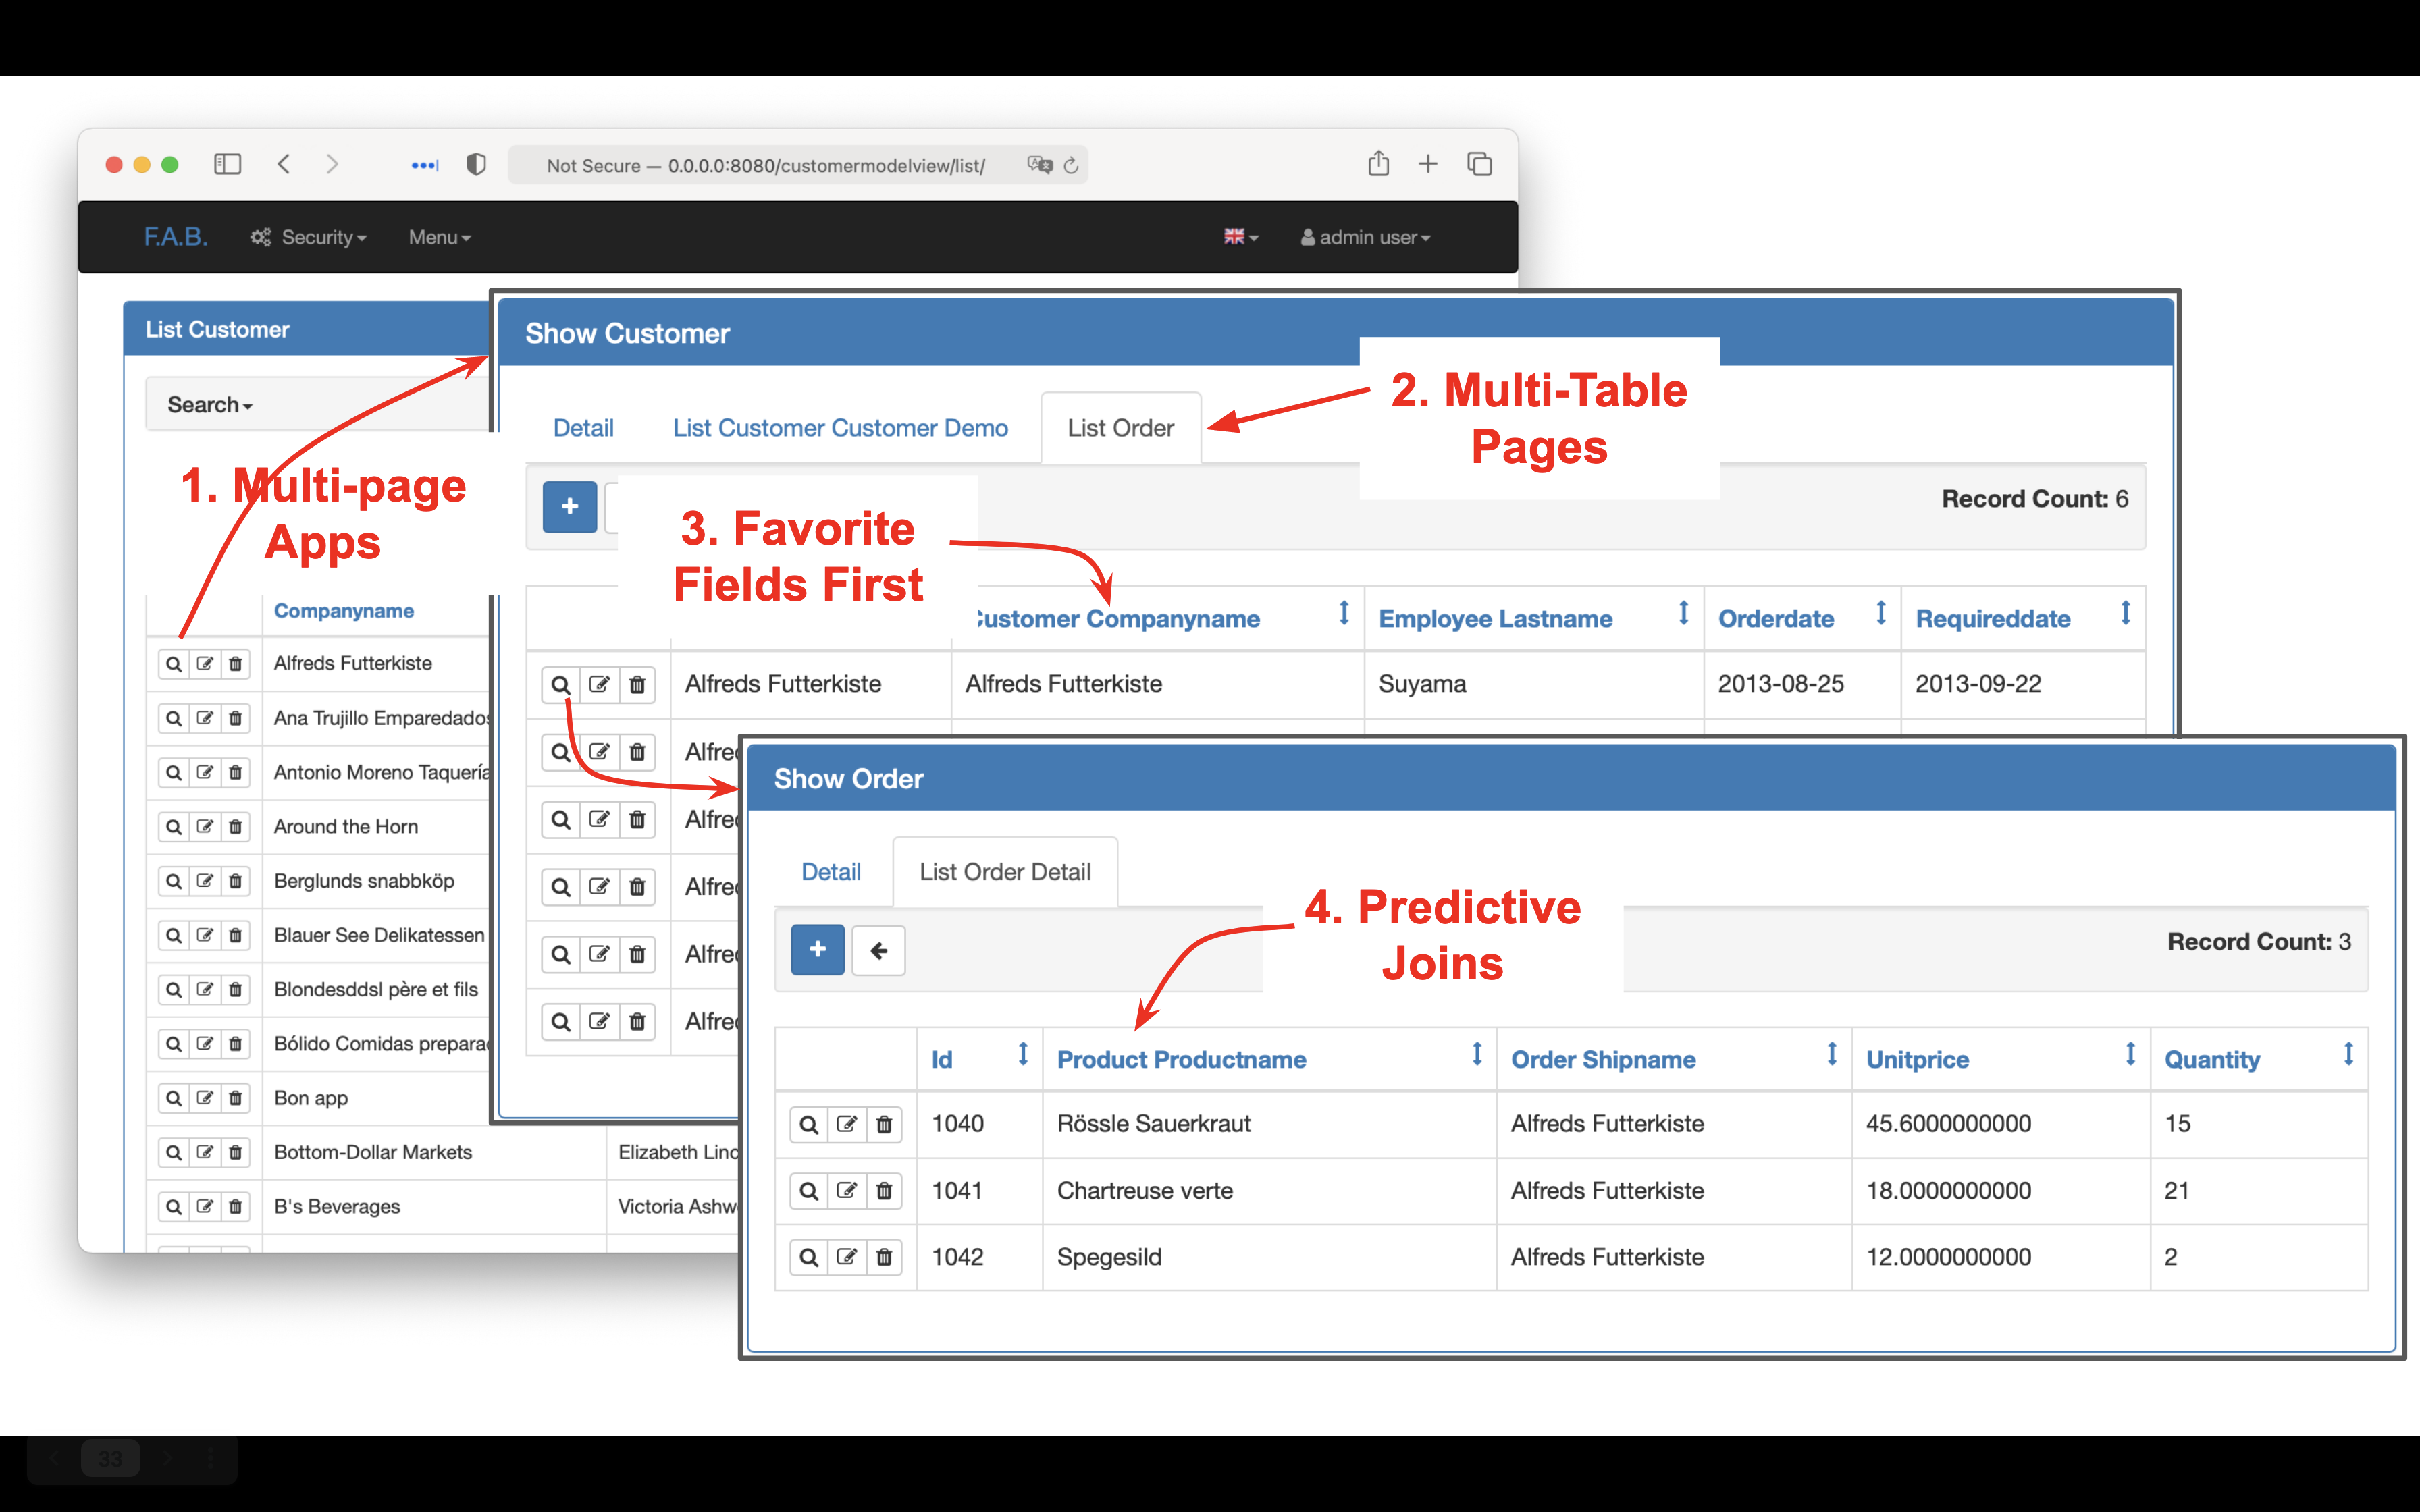 Not Secure — 0.0.0.0:8080/customermodelview/list/
F.A.B. Security Menu admin user
List Customer
Search
1. Multi-page
Apps
Companyname
Alfreds Futterkiste
Ana Trujillo Emparedados
Antonio Moreno Taquería
Around the Horn
Berglunds snabbköp
Blauer See Delikatessen
Blondesddsl père et fils
Bólido Comidas prepara
Bon app
Bottom-Dollar Markets Elizabeth Linc
B's Beverages Victoria Ashw
Show Customer
2. Multi-Table
Pages
Detail List Customer Customer Demo List Order
Record Count: 6
3. Favorite
Fields First
Customer Companyname Employee Lastname Orderdate Requireddate
Alfreds Futterkiste Alfreds Futterkiste Suyama 2013-08-25 2013-09-22
Alfred
Alfred
Alfred
Alfred
Alfred
Show Order
Detail List Order Detail
4. Predictive
Joins
Record Count: 3
Id Product Productname Order Shipname Unitprice Quantity
1040 Rössle Sauerkraut Alfreds Futterkiste 45.6000000000 15
1041 Chartreuse verte Alfreds Futterkiste 18.0000000000 21
1042 Spegesild Alfreds Futterkiste 12.0000000000 2
33